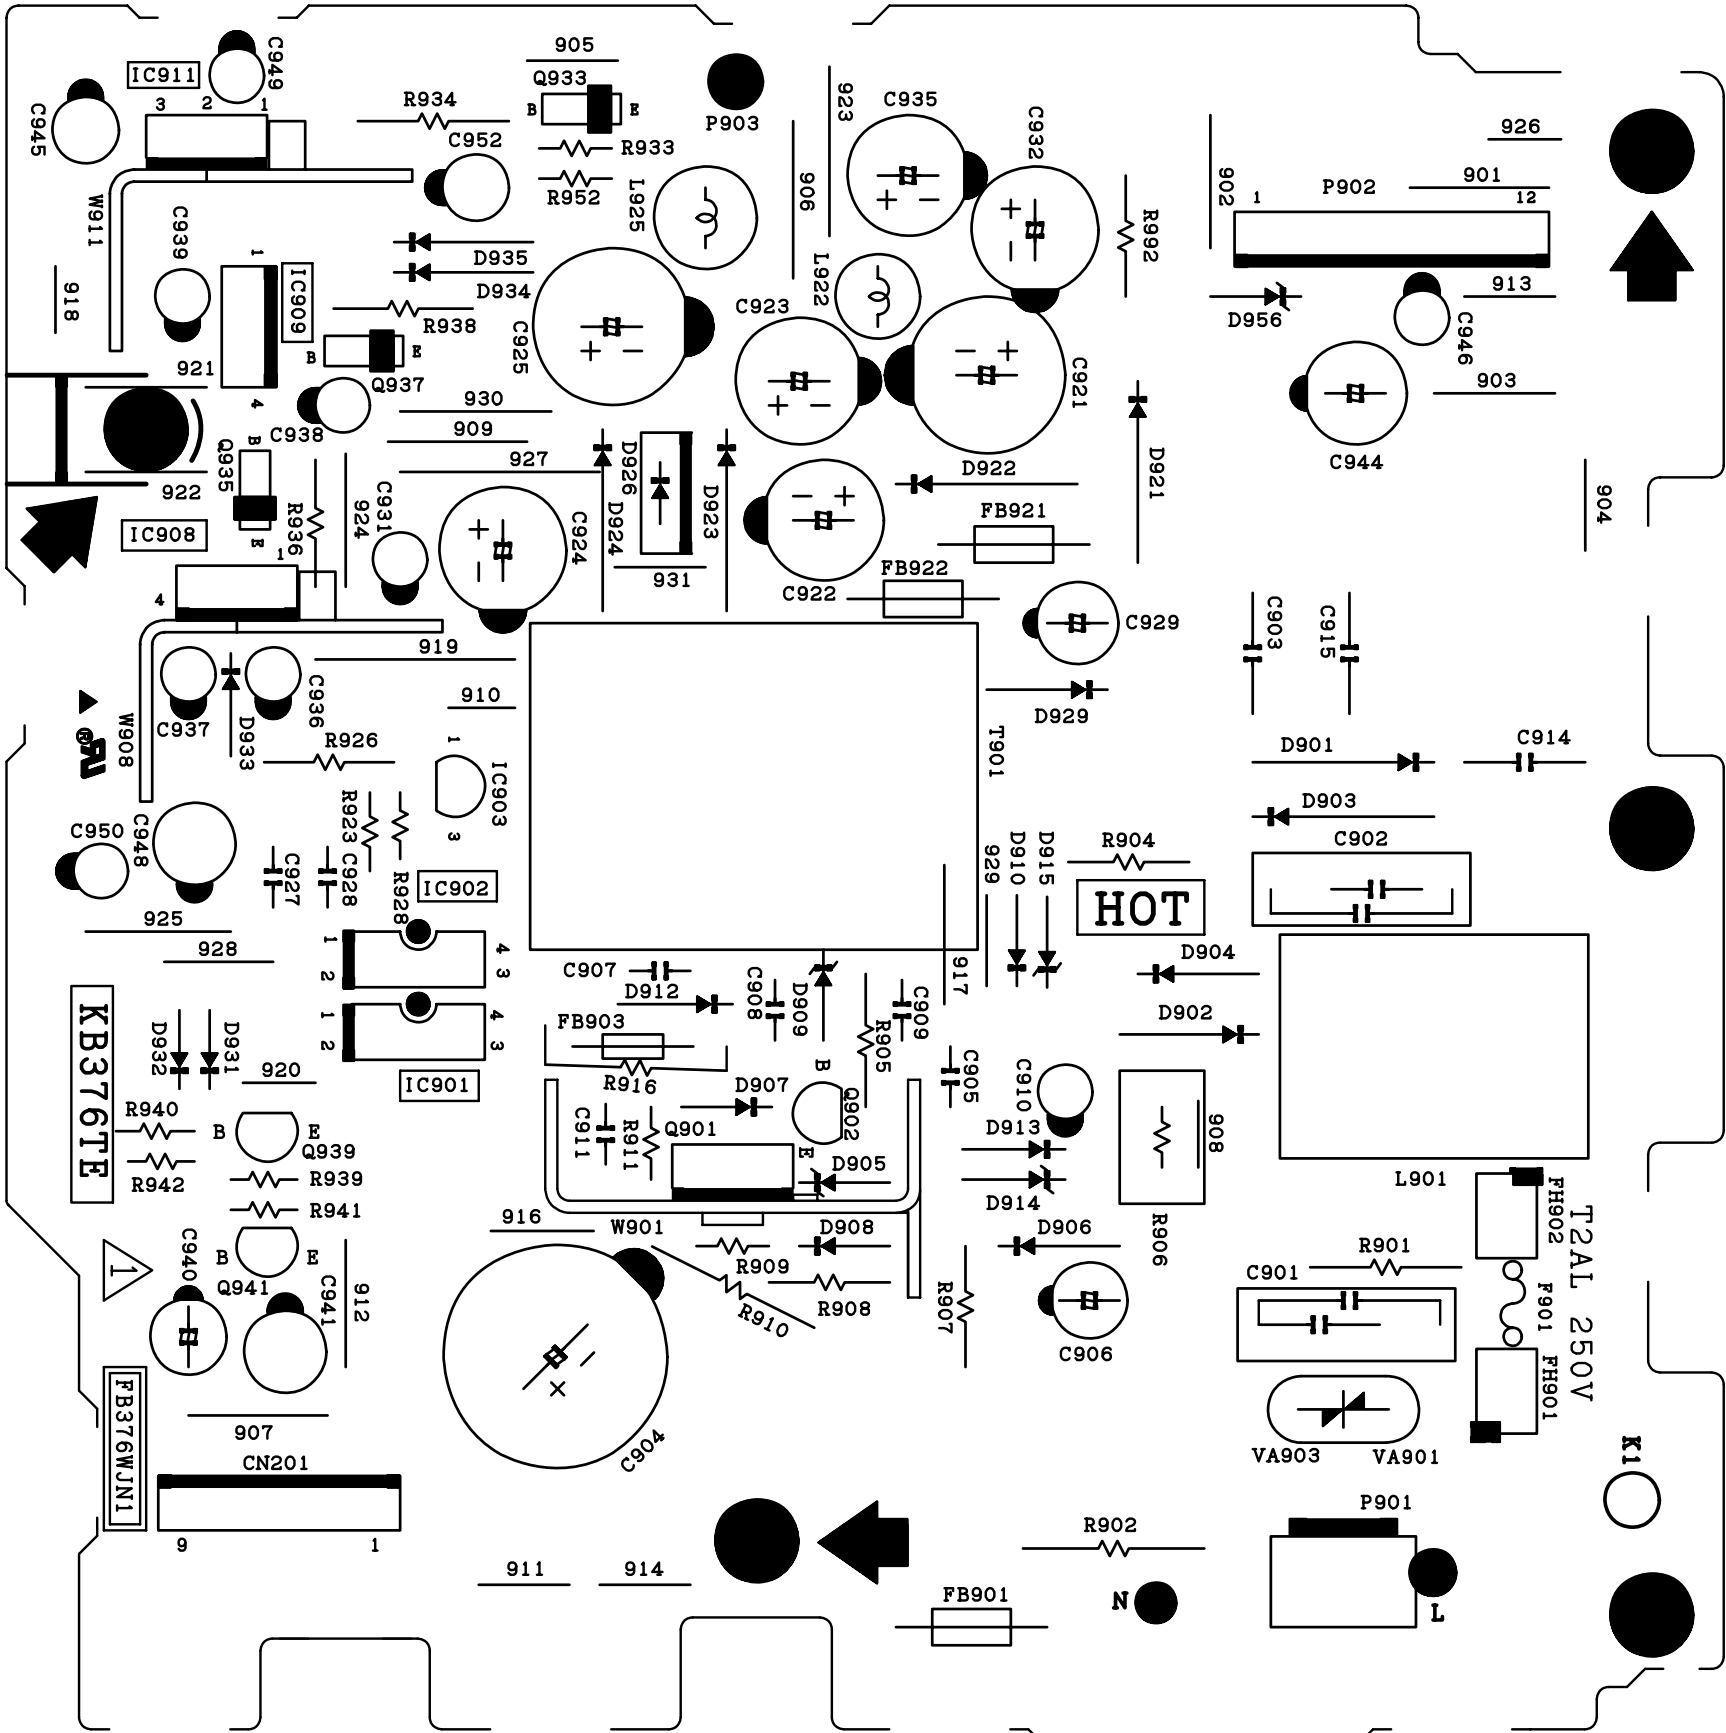 905
C949
IC911
Q933
3 2 1
R934
B E
923
C935
C932
C945
P903
926
C952
R933
902
P902
901
R952
L925
906
1 12
W911
C939
R992
1
D935
L922
IC909
D934
913
918
C923
D956
R938
C925
C946
B E
921
Q937
C921
903
4
930
C938
909
B
Q935
927
D926
D922
D921
C944
922
R936
924
C931
D923
904
IC908
C924
D924
FB921
E
1
FB922
931
C922
4
C903
C915
C929
919
910
C937
C936
D929
W908
D933
R926
1
T901
D901
C914
IC903
R923
D903
C950
C948
3
C902
R904
C927
C928
R928
IC902
929
D910
D915
HOT
925
1 4
928
2 3
D904
C907
917
D912
C908
D909
C909
KB376TE
1 4
D902
D932
D931
FB903
R905
2 3
B
920
IC901
R916
D907
C905
C910
R940
C911
R911
Q901
Q902
D913
908
B E
Q939
E
D905
R942
R939
L901
D914
FH902
R941
916
W901
D908
D906
R906
T2AL 250V
B E
C940
Q941
R909
R901
1
C901
C941
912
R910
R908
R907
F901
C906
FH901
FB376WJN1
907
VA903
VA901
K1
CN201
C904
P901
9 1
R902
911
914
FB901
N
L